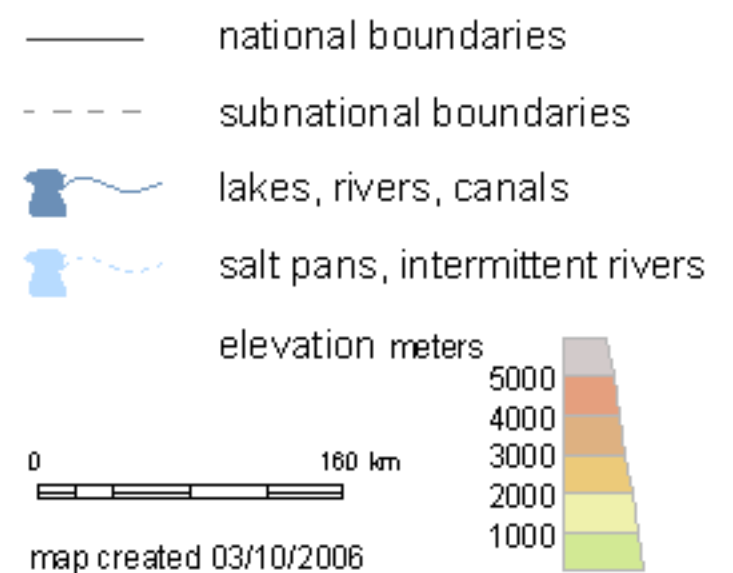 national boundaries
subnational boundaries
lakes, rivers, canals
salt pans, intermittent rivers
elevation meters
5000
4000
3000
2000
1000
0 160 km
map created 03/10/2006